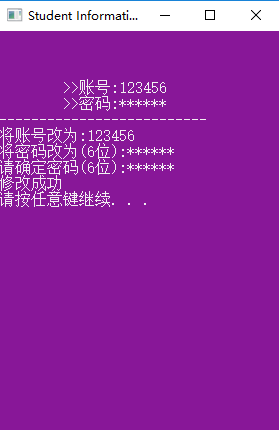 Student Informati...
>>账号:123456
>>密码:******
--------------------------
将账号改为:123456
将密码改为(6位):******
请确定密码(6位):******
修改成功
请按任意键继续. . .